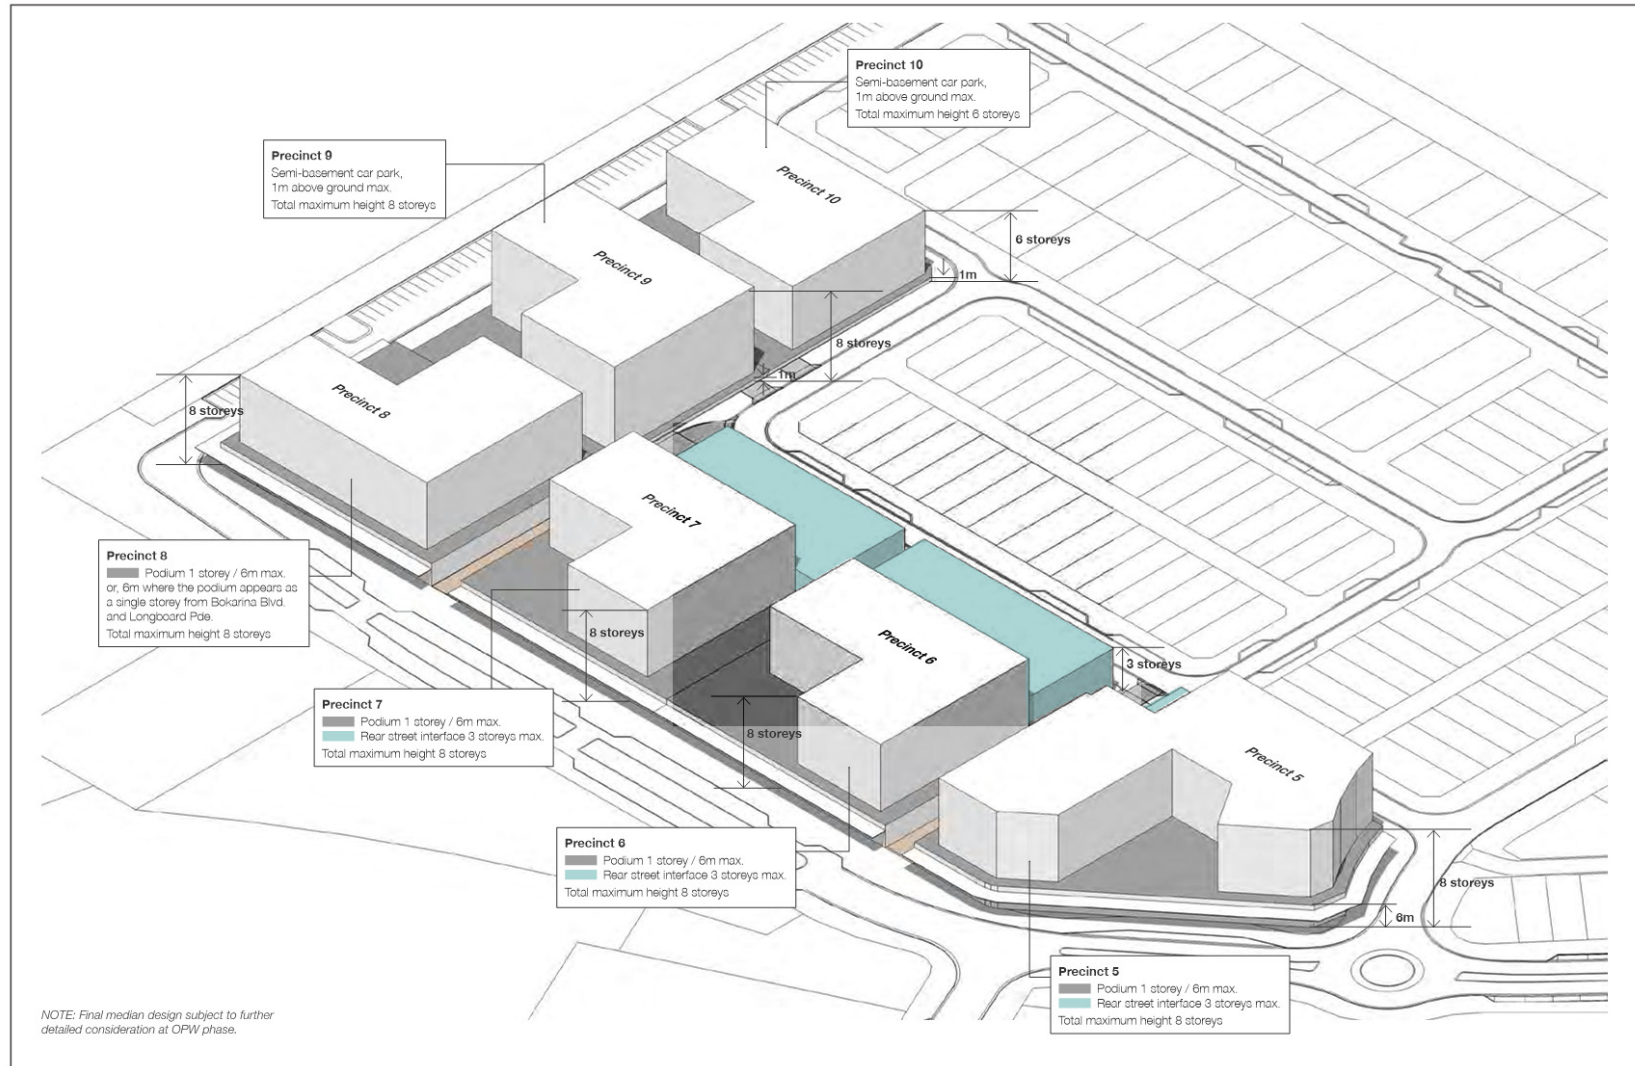 Precinct 10
Semi-basement car park,
1m above ground max.
Total maximum height 6 storeys
Precinct 9
Semi-basement car park,
1m above ground max.
Total maximum height 8 storeys
Precinct 10
6 storeys
1m
Precinct 9
8 storeys
1m
Precinct 8
8 storeys
Precinct 7
Precinct 8
Podium 1 storey / 6m max.
or, 6m where the podium appears as
a single storey from Bokarina Blvd.
and Longboard Pde.
Total maximum height 8 storeys
8 storeys
Precinct 6
3 storeys
Precinct 7
Podium 1 storey / 6m max.
Rear street interface 3 storeys max.
Total maximum height 8 storeys
8 storeys
Precinct 5
Precinct 6
Podium 1 storey / 6m max.
Rear street interface 3 storeys max.
Total maximum height 8 storeys
8 storeys
6m
Precinct 5
Podium 1 storey / 6m max.
Rear street interface 3 storeys max.
Total maximum height 8 storeys
NOTE: Final median design subject to further
detailed consideration at OPW phase.